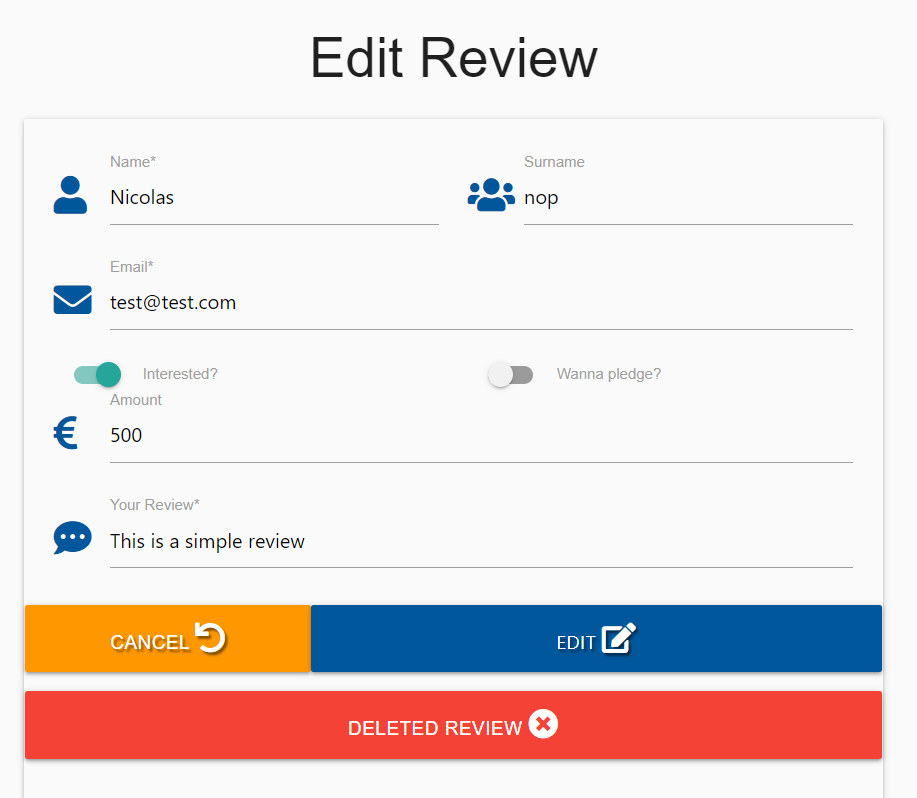 Edit Review
Name* Surname
Nicolas nop
Email*
test@test.com
Interested? Wanna pledge?
Amount
€ 500
Your Review*
This is a simple review
CANCEL EDIT
DELETED REVIEW